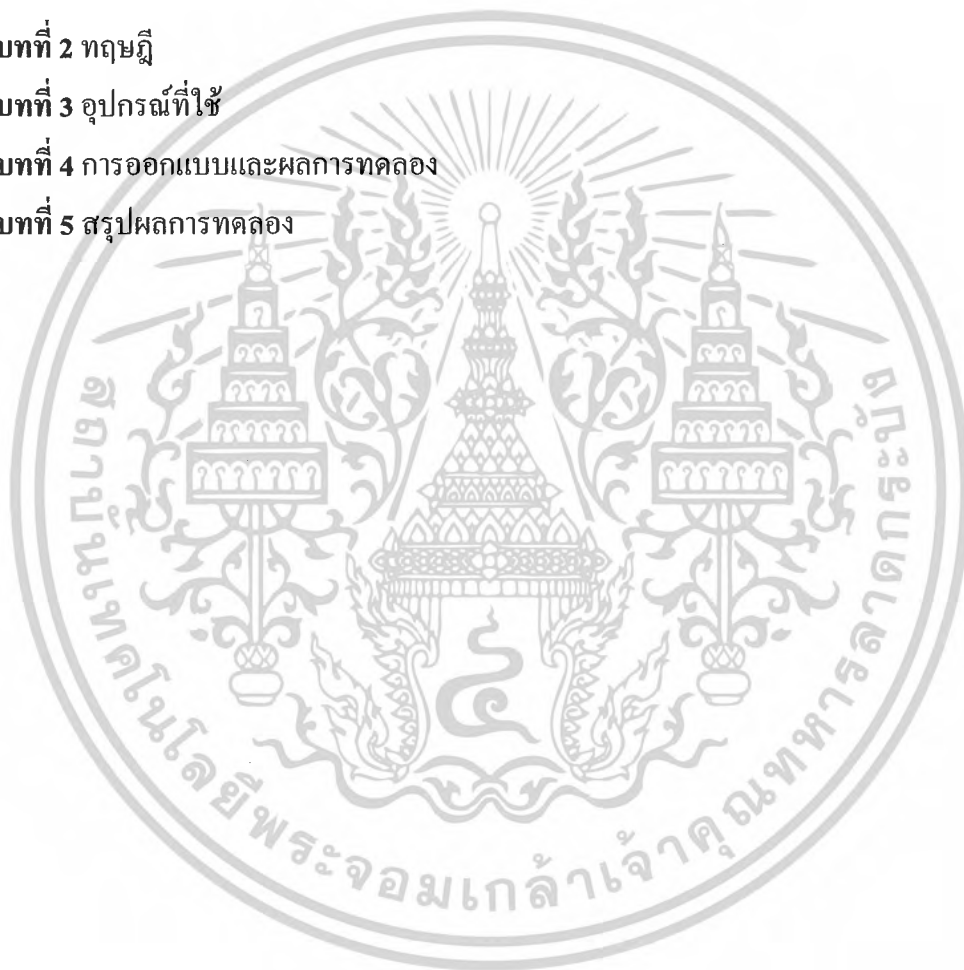 บทที่ 2 ทฤษฎี
บทที่ 3 อุปกรณ์ที่ใช้
บทที่ 4 การออกแบบและผลการทดลอง
บทที่ 5 สรุปผลการทดลอง
สถาบันเทคโนโลยีพระจอมเกล้าเจ้าคุณทหารลาดกระบัง
๔